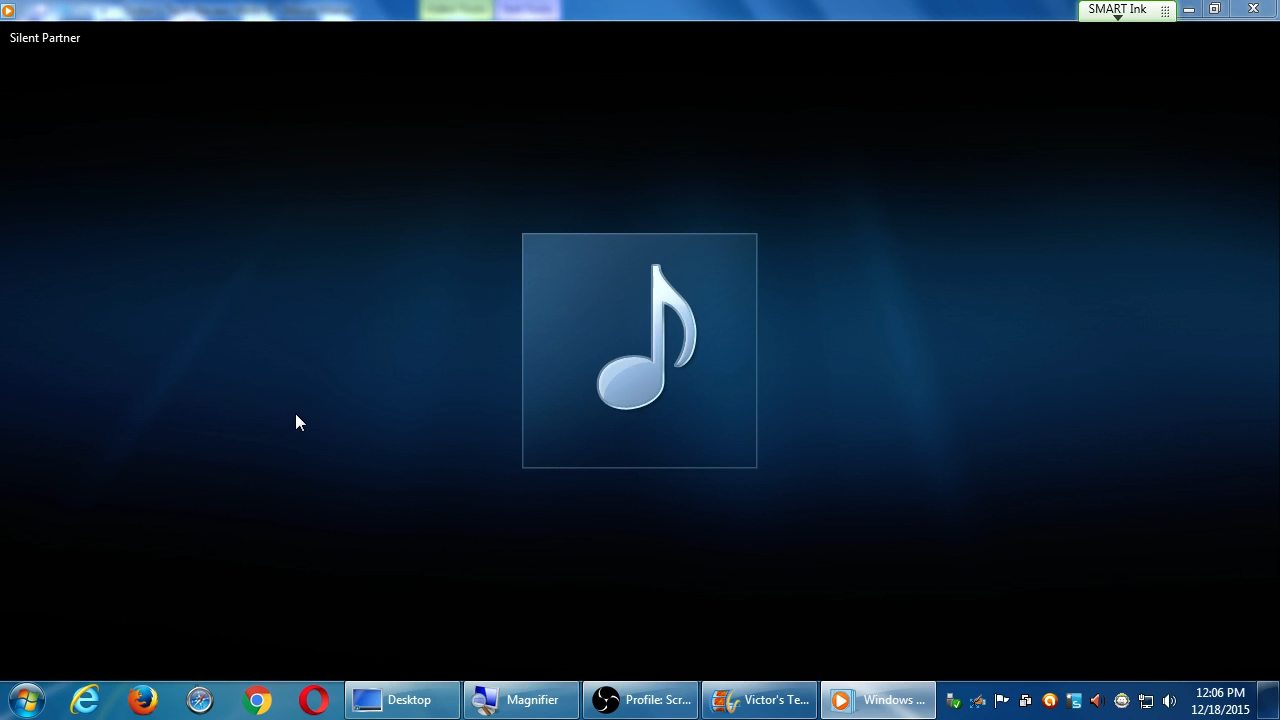 SMART Ink
Silent Partner
Desktop
Magnifier
Profile: Scr...
Victor's Te...
Windows ...
12:06 PM
12/18/2015